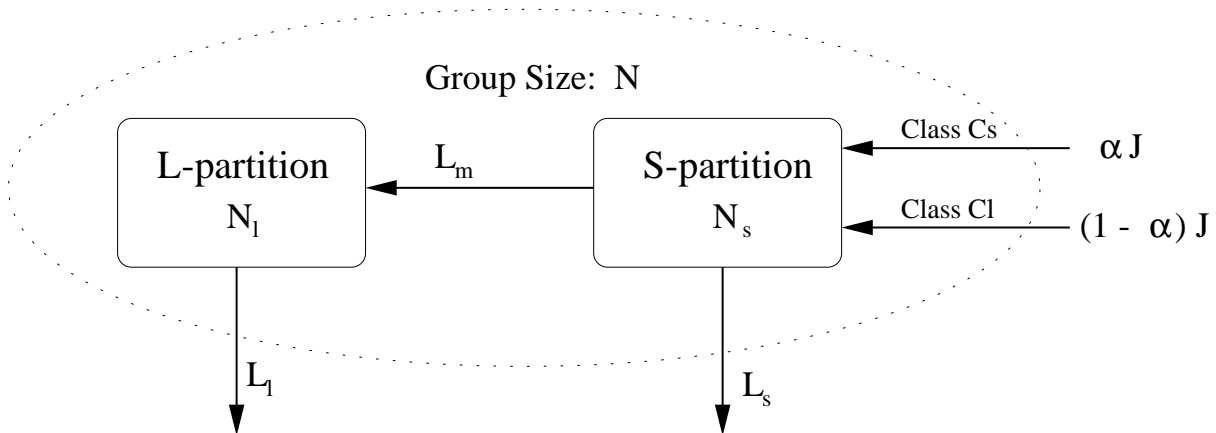 Group Size: N
L-partition
N_l
L_m
S-partition
N_s
Class Cs
α J
Class Cl
(1 - α) J
L_l
L_s